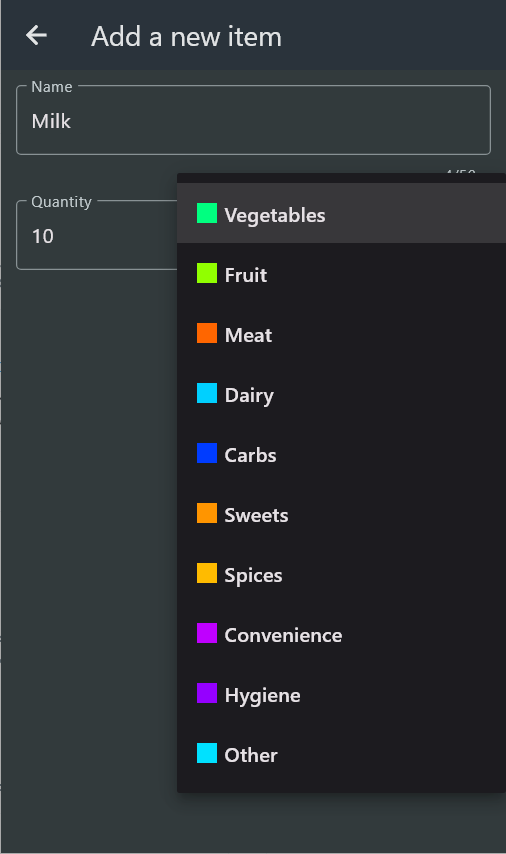 Add a new item
Name
Milk
4/50
Quantity
10
Vegetables
Fruit
Meat
Dairy
Carbs
Sweets
Spices
Convenience
Hygiene
Other